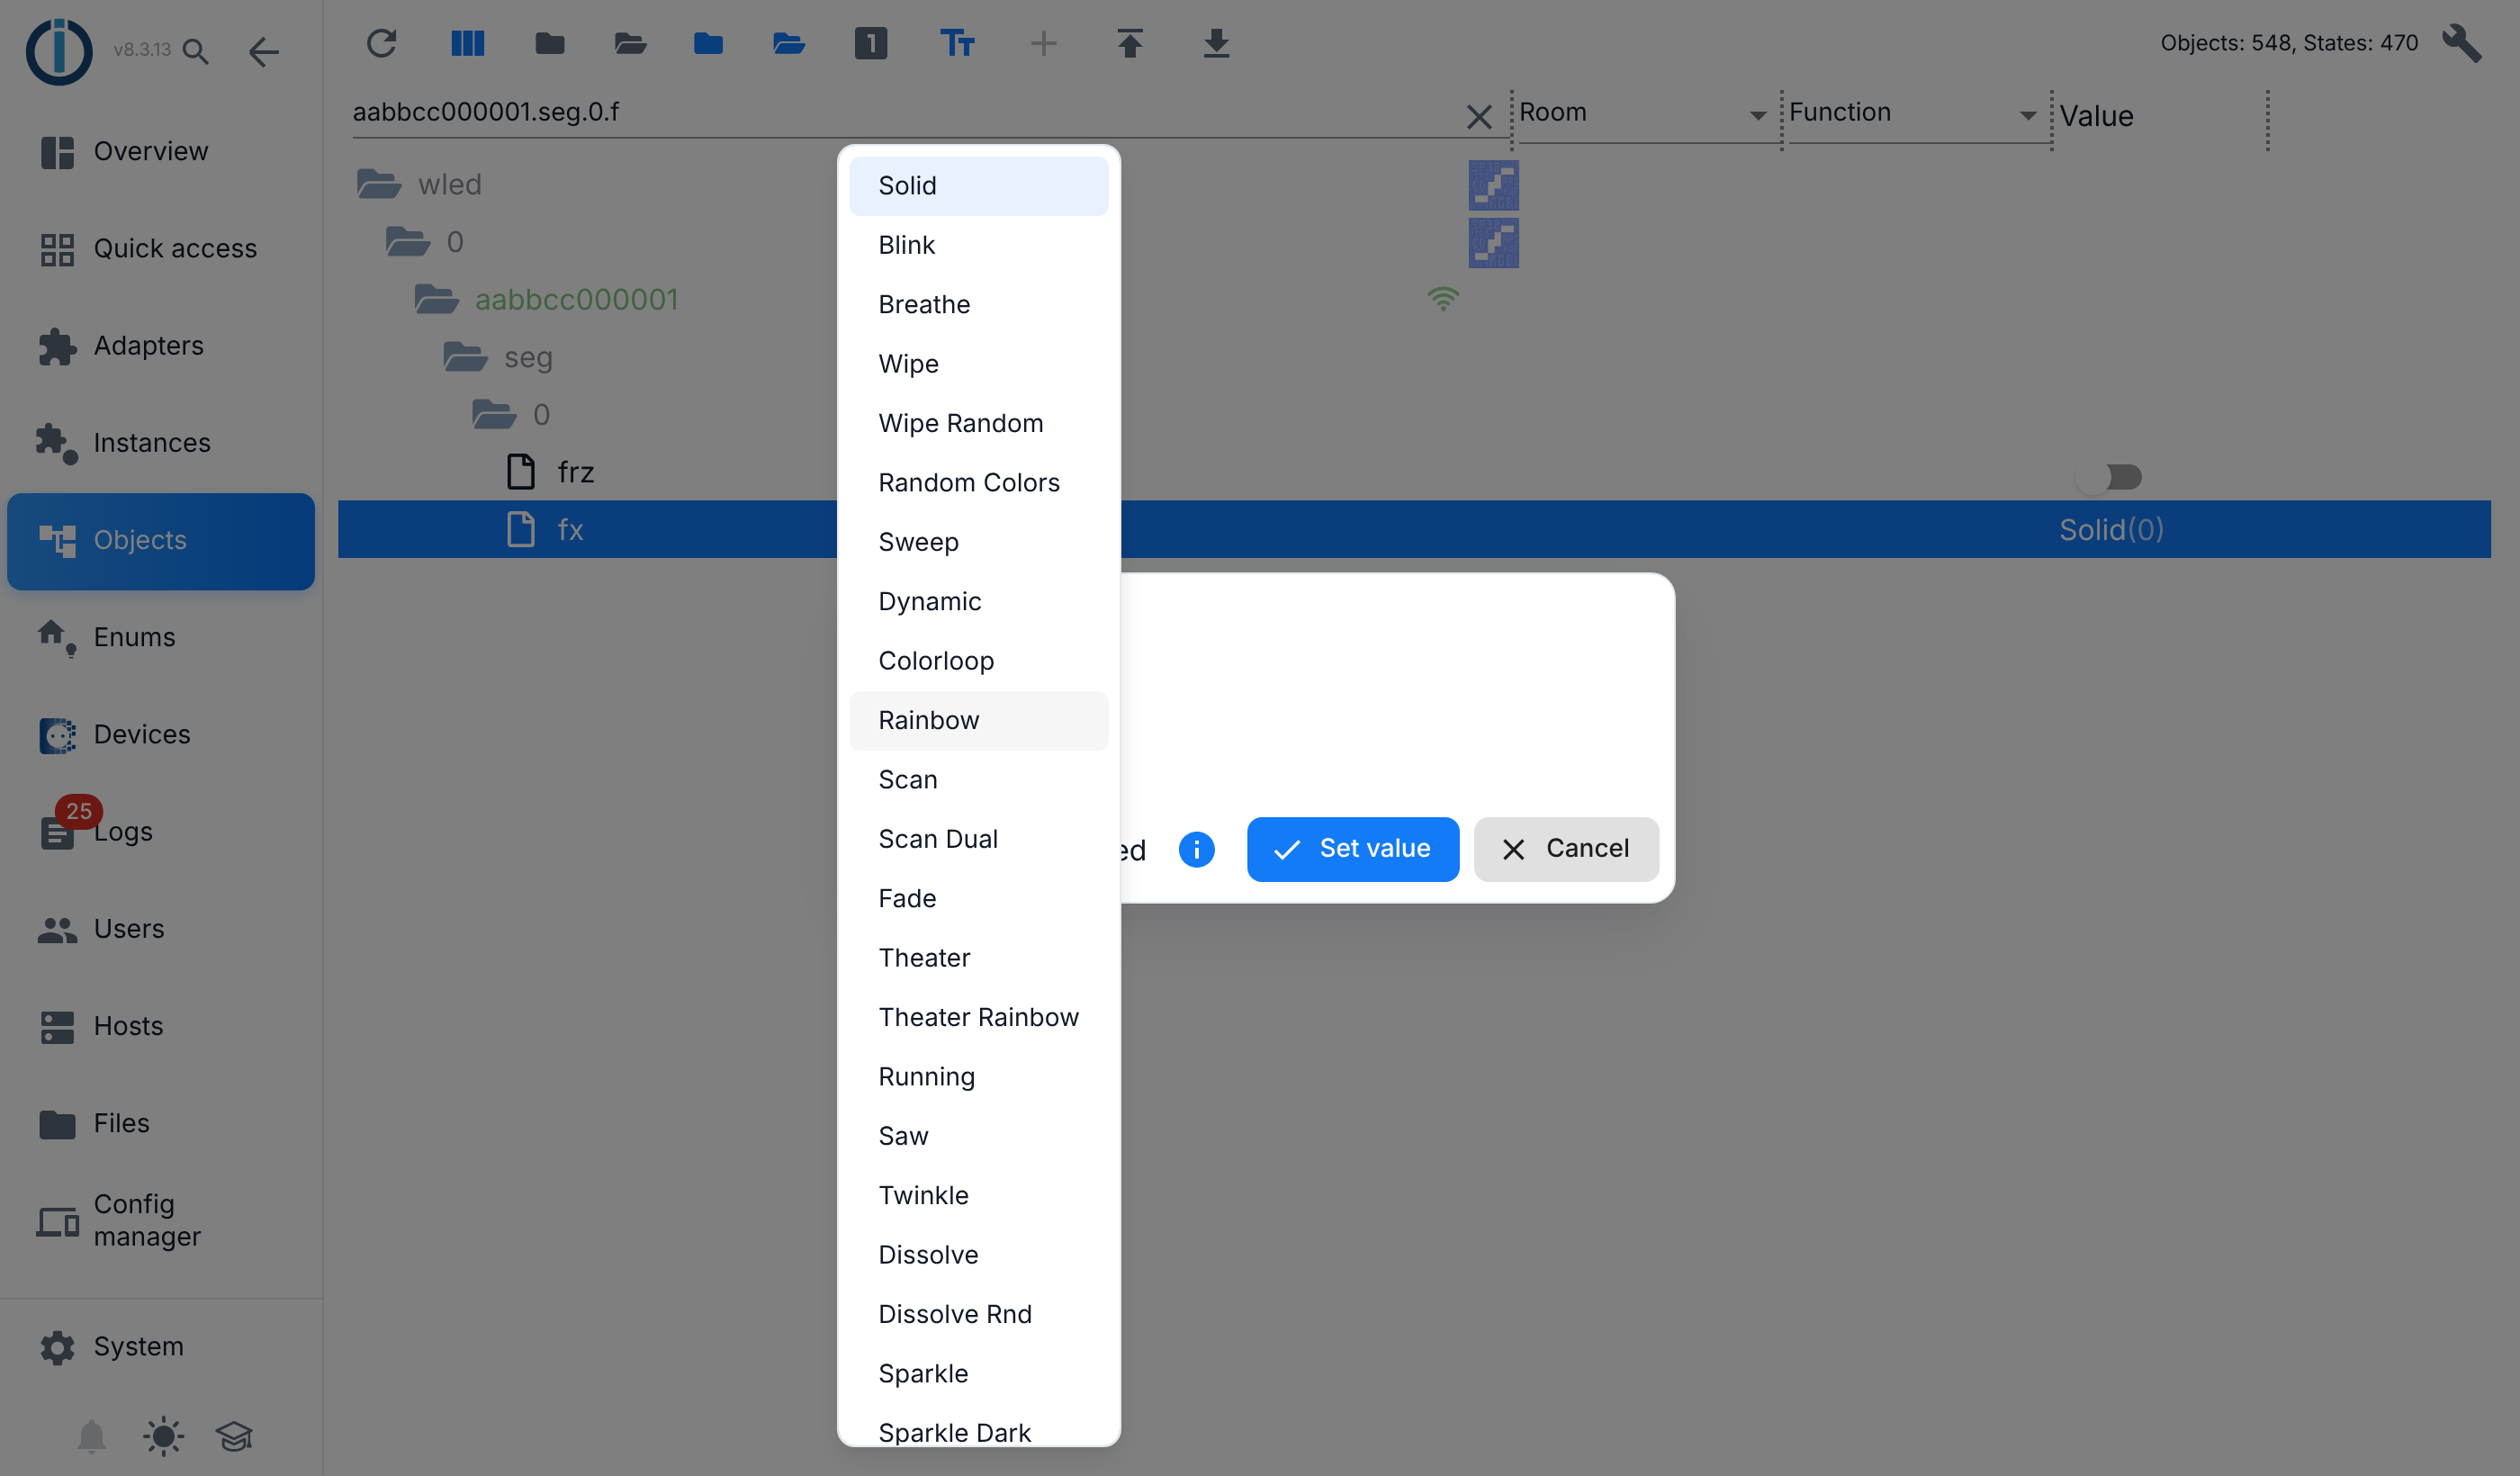 v8.3.13
Objects: 548, States: 470
aabbcc000001.seg.0.f
Room
Function
Value
Overview
Quick access
Adapters
Instances
Objects
Enums
Devices
25
Logs
Users
Hosts
Files
Config
manager
System
wled
0
aabbcc000001
seg
0
frz
fx
Solid(0)
Solid
Blink
Breathe
Wipe
Wipe Random
Random Colors
Sweep
Dynamic
Colorloop
Rainbow
Scan
Scan Dual
Fade
Theater
Theater Rainbow
Running
Saw
Twinkle
Dissolve
Dissolve Rnd
Sparkle
Sparkle Dark
ed
Set value
Cancel